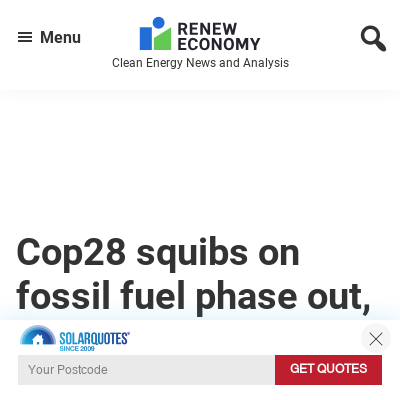 Menu
RENEW
ECONOMY
Clean Energy News and Analysis
Cop28 squibs on
fossil fuel phase out,
SOLARQUOTES
SINCE 2009
Your Postcode
GET QUOTES